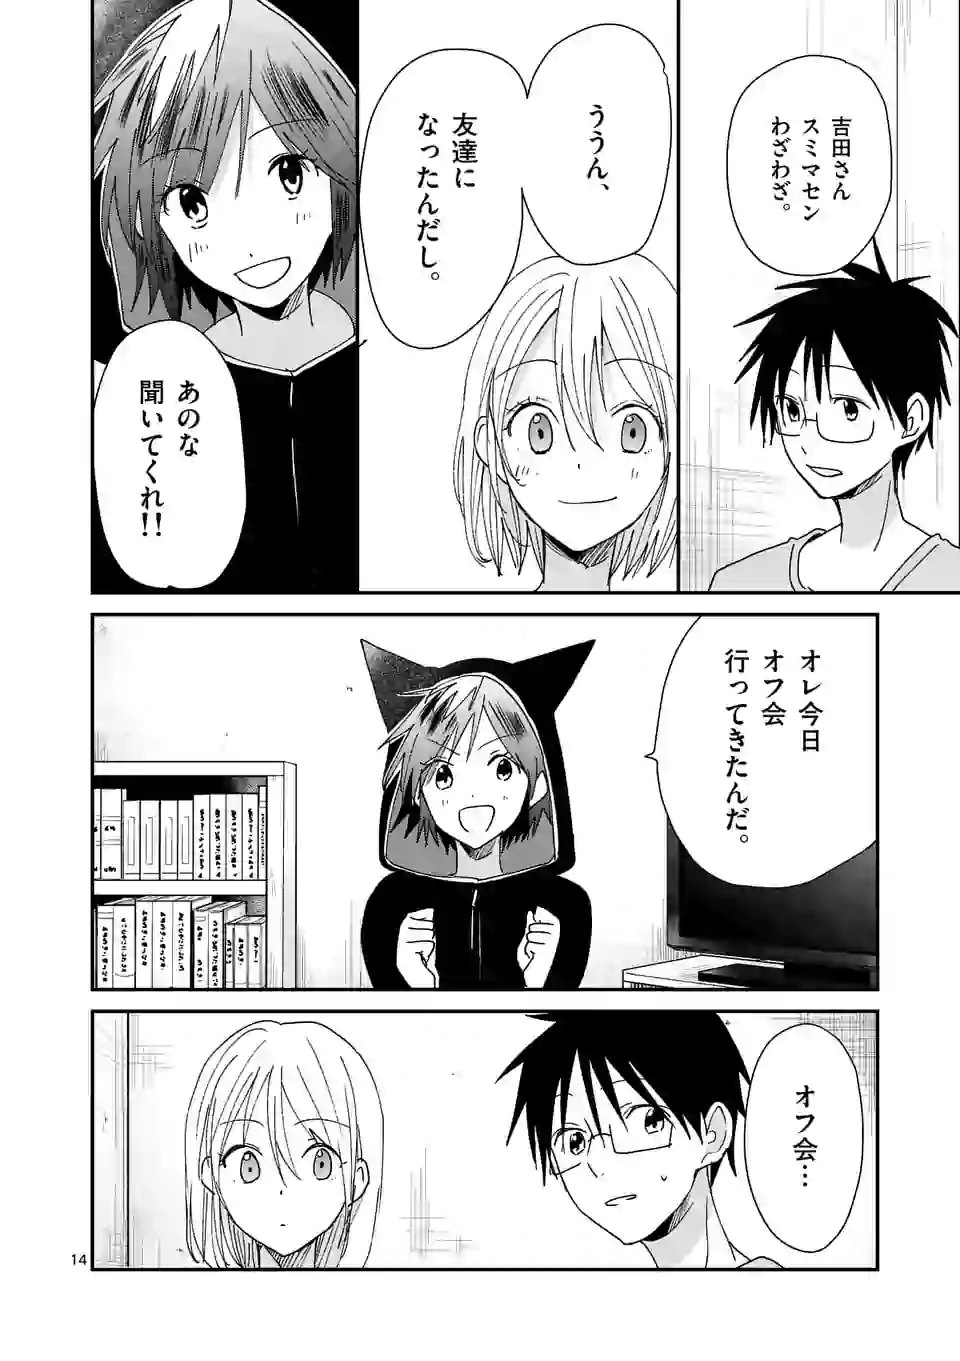 吉田さん
スミマセン
わざわざ。
ううん、
友達に
なったんだし。
あのな
聞いてくれ!!
オレ今日
オフ会
行ってきたんだ。
オフ会…
14